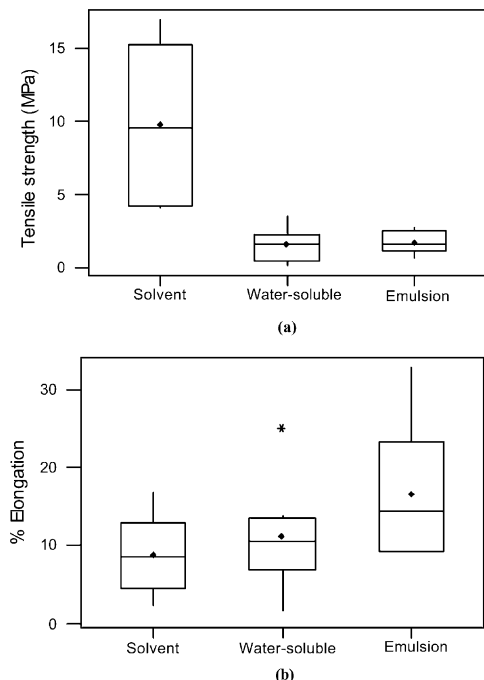 15
10
5
0
Tensile strength (MPa)
Solvent Water-soluble Emulsion
(a)
30
20
10
0
% Elongation
*
Solvent Water-soluble Emulsion
(b)